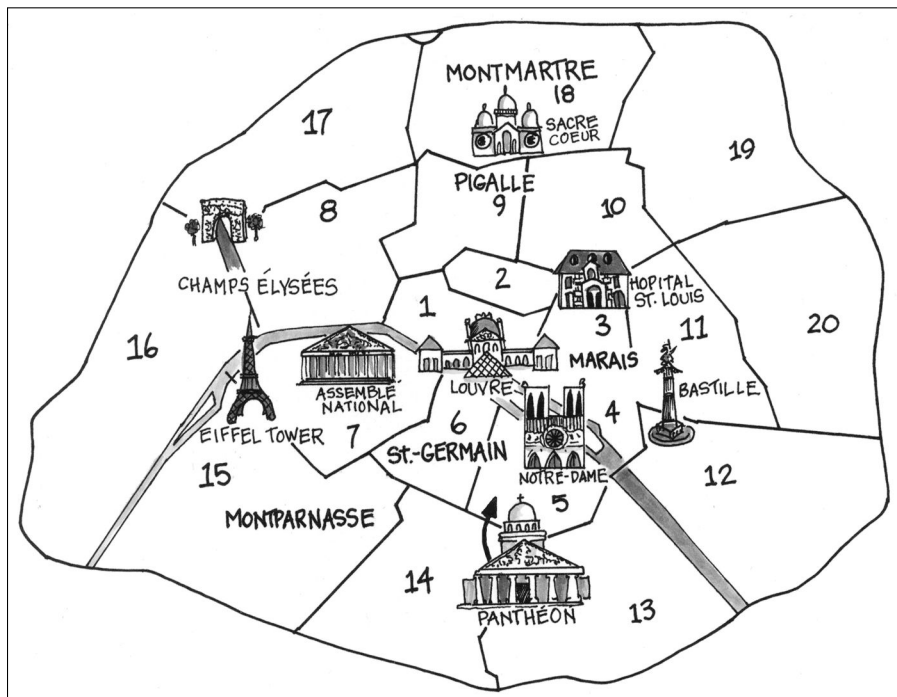 MONTMARTRE
18
SACRE
COEUR
17
19
PIGALLE
8
9
10
CHAMPS ÉLYSÉES
2
HOPITAL
ST. LOUIS
1
3
11
20
16
MARAIS
LOUVRE
BASTILLE
ASSEMBLÉ
NATIONAL
EIFFEL TOWER
7
6
4
ST.-GERMAIN
15
NOTRE-DAME
12
5
MONTPARNASSE
14
PANTHÉON
13